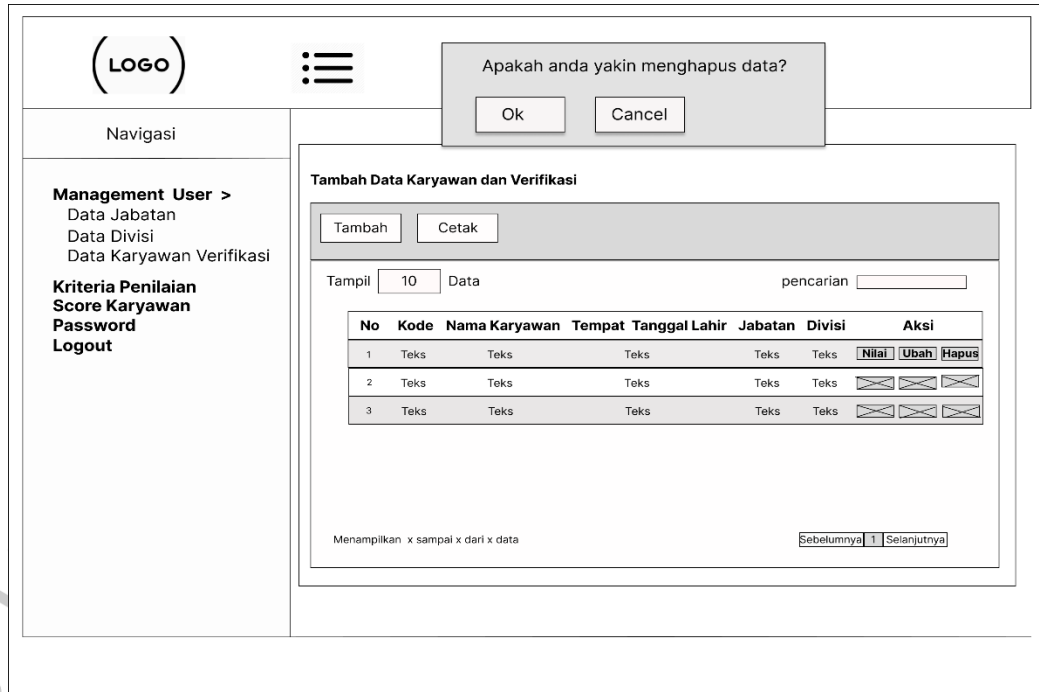 LOGO
Apakah anda yakin menghapus data?
Ok Cancel
Navigasi
Management User >
Data Jabatan
Data Divisi
Data Karyawan Verifikasi
Kriteria Penilaian
Score Karyawan
Password
Logout
Tambah Data Karyawan dan Verifikasi
Tambah Cetak
Tampil 10 Data pencarian
No Kode Nama Karyawan Tempat Tanggal Lahir Jabatan Divisi Aksi
1 Teks Teks Teks Teks Teks Nilai Ubah Hapus
2 Teks Teks Teks Teks Teks
3 Teks Teks Teks Teks Teks
Menampilkan x sampai x dari x data
Sebelumnya 1 Selanjutnya